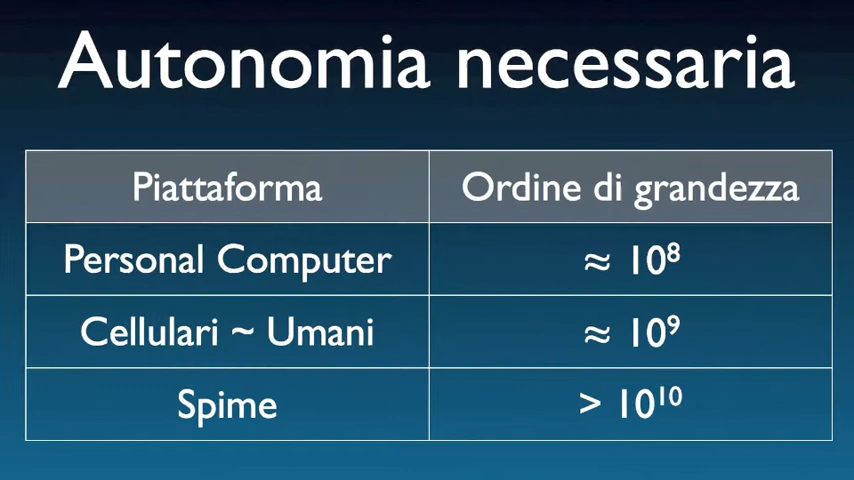 Autonomia necessaria
Piattaforma Ordine di grandezza
Personal Computer ≈ 10⁸
Cellulari ~ Umani ≈ 10⁹
Spime > 10¹⁰